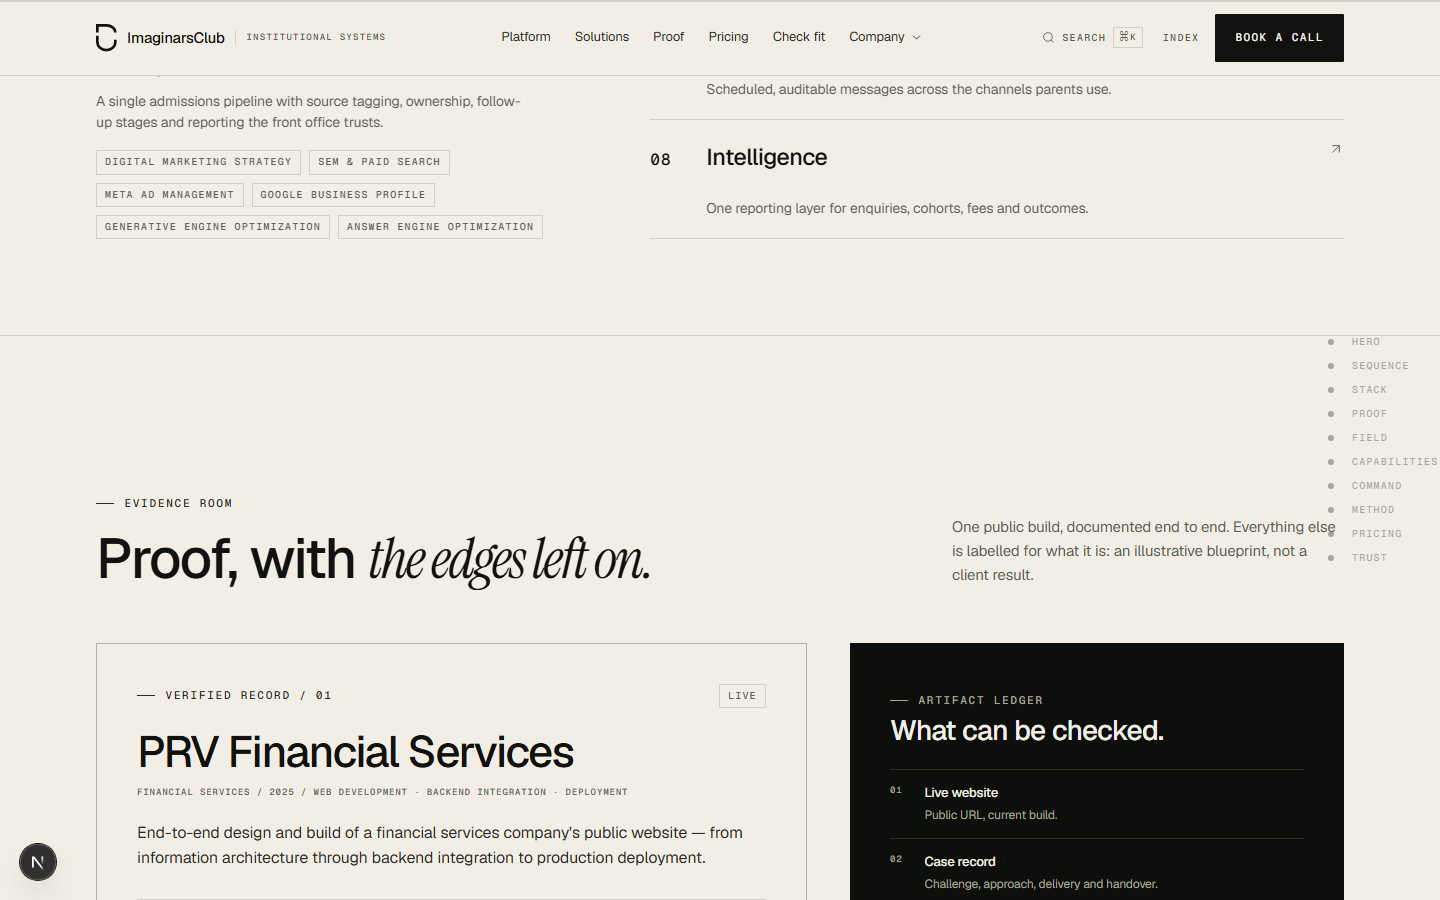 ImaginarsClub
INSTITUTIONAL SYSTEMS
Platform
Solutions
Proof
Pricing
Check fit
Company
SEARCH
⌘K
INDEX
BOOK A CALL
A single admissions pipeline with source tagging, ownership, follow-
up stages and reporting the front office trusts.
DIGITAL MARKETING STRATEGY
SEM & PAID SEARCH
META AD MANAGEMENT
GOOGLE BUSINESS PROFILE
GENERATIVE ENGINE OPTIMIZATION
ANSWER ENGINE OPTIMIZATION
Scheduled, auditable messages across the channels parents use.
08
Intelligence
One reporting layer for enquiries, cohorts, fees and outcomes.
HERO
SEQUENCE
STACK
PROOF
FIELD
CAPABILITIES
COMMAND
METHOD
PRICING
TRUST
EVIDENCE ROOM
Proof, with the edges left on.
One public build, documented end to end. Everything else
is labelled for what it is: an illustrative blueprint, not a
client result.
VERIFIED RECORD / 01
LIVE
PRV Financial Services
FINANCIAL SERVICES / 2025 / WEB DEVELOPMENT · BACKEND INTEGRATION · DEPLOYMENT
End-to-end design and build of a financial services company's public website — from
information architecture through backend integration to production deployment.
ARTIFACT LEDGER
What can be checked.
01
Live website
Public URL, current build.
02
Case record
Challenge, approach, delivery and handover.
N